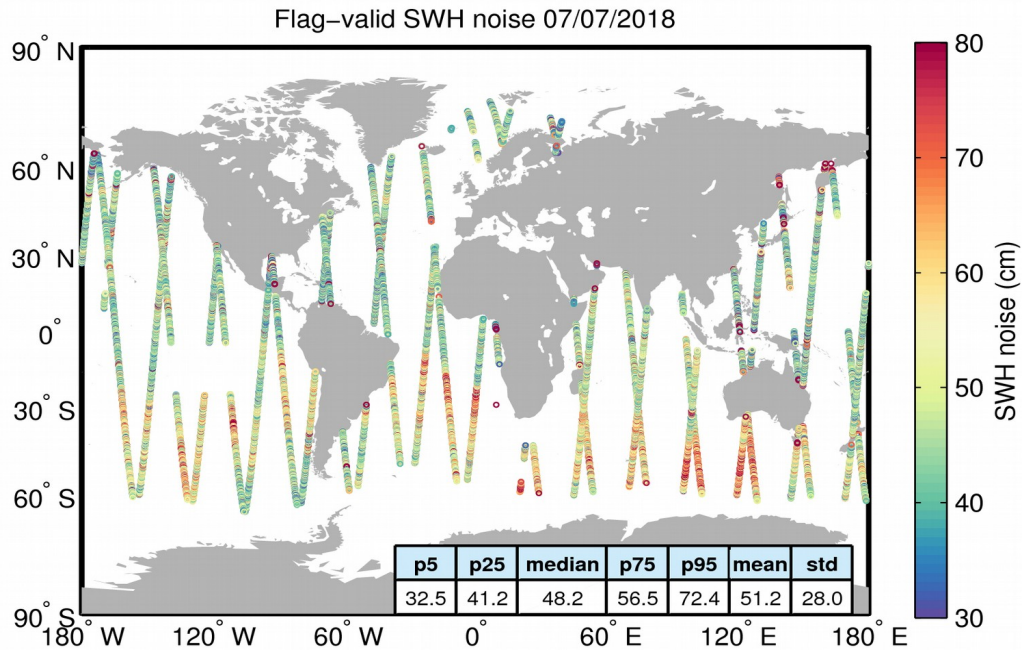 Flag−valid SWH noise 07/07/2018
90° N
60° N
30° N
0°
30° S
60° S
90° S
180° W
120° W
60° W
0°
60° E
120° E
180° E
p5 p25 median p75 p95 mean std
32.5 41.2 48.2 56.5 72.4 51.2 28.0
80
70
60
50
40
30
SWH noise (cm)